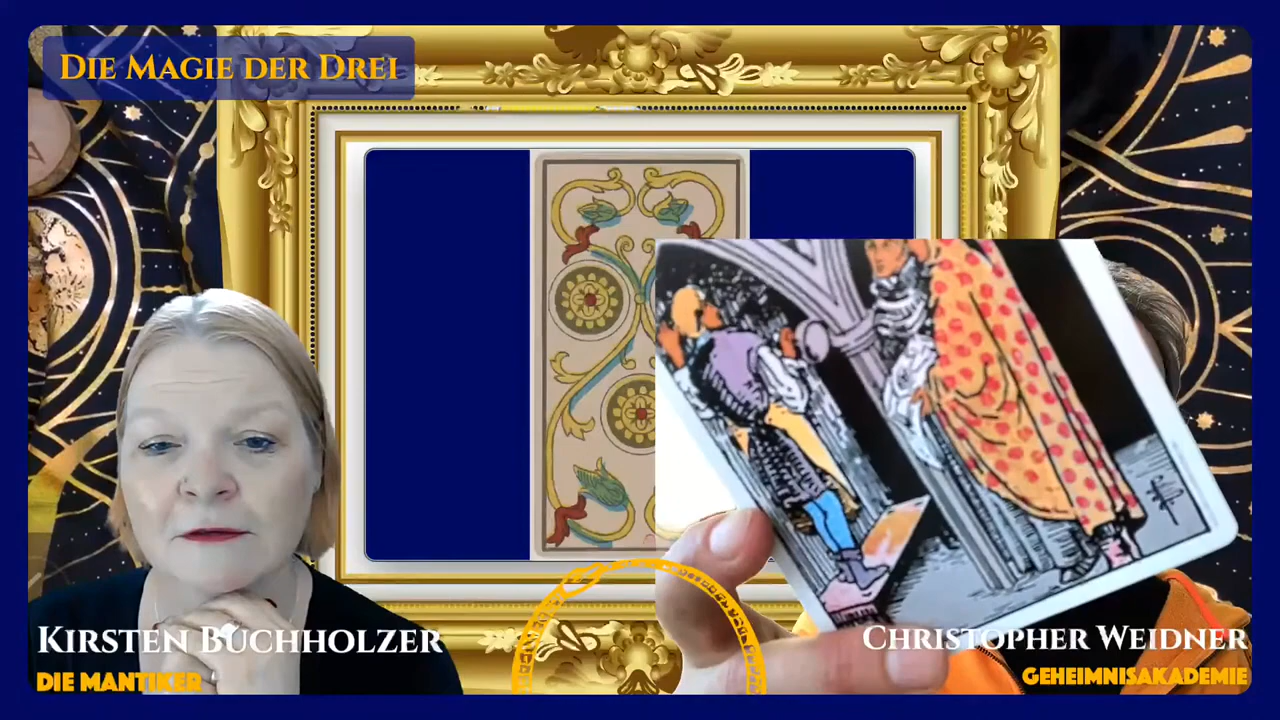 Die Magie der Drei
Kirsten Buchholzer
DIE MANTIKER
Christopher Weidner
GEHEIMNISAKADEMIE